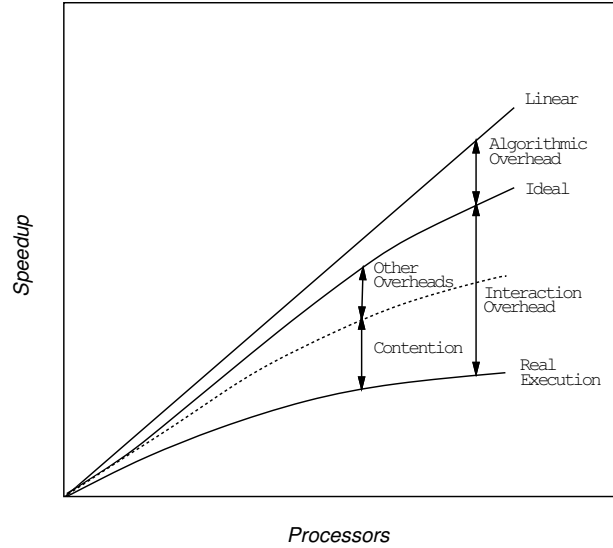 Linear
Algorithmic
Overhead
Ideal
Other
Overheads
Interaction
Overhead
Contention
Real
Execution
Speedup
Processors